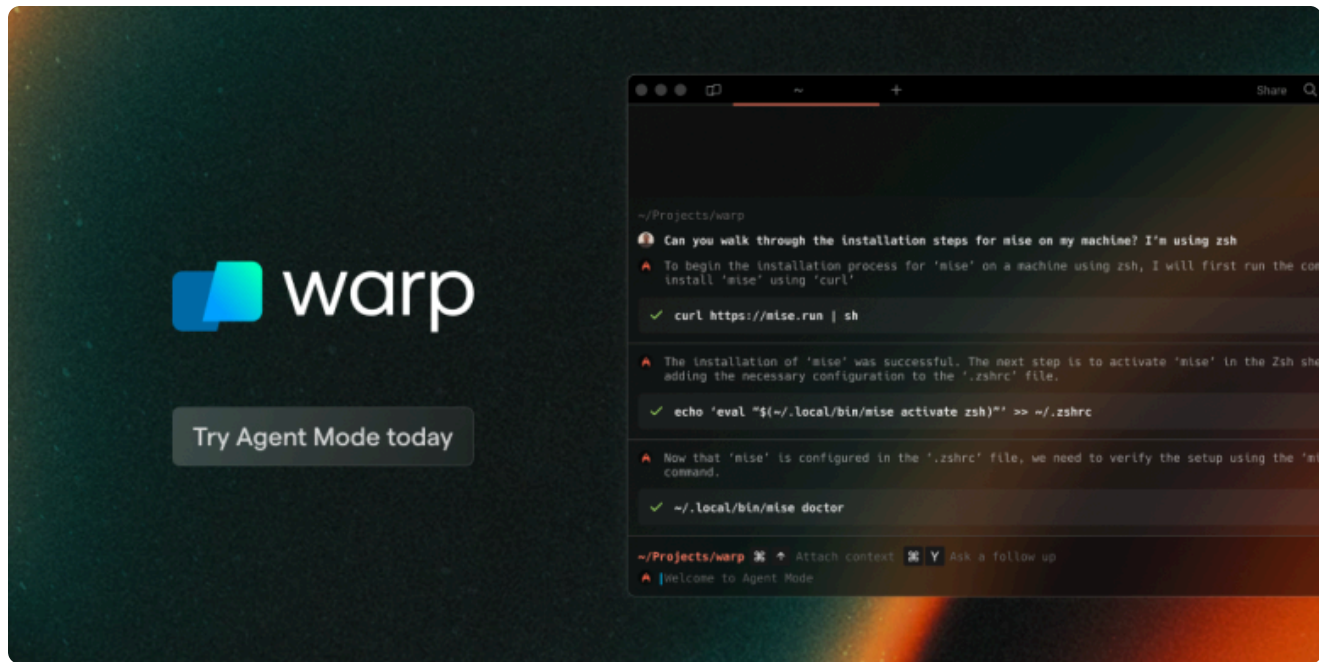 warp
Try Agent Mode today
~
+
Share
~/Projects/warp
Can you walk through the installation steps for mise on my machine? I'm using zsh
To begin the installation process for 'mise' on a machine using zsh, I will first run the
install 'mise' using 'curl'
curl https://mise.run | sh
The installation of 'mise' was successful. The next step is to activate 'mise' in the Zsh
adding the necessary configuration to the '.zshrc' file.
echo ‘eval “$(~/.local/bin/mise activate zsh)”’ >> ~/.zshrc
Now that 'mise' is configured in the '.zshrc' file, we need to verify the setup using the
command.
~/.local/bin/mise doctor
~/Projects/warp ⌘ ↑ Attach context ⌘ Y Ask a follow up
Welcome to Agent Mode